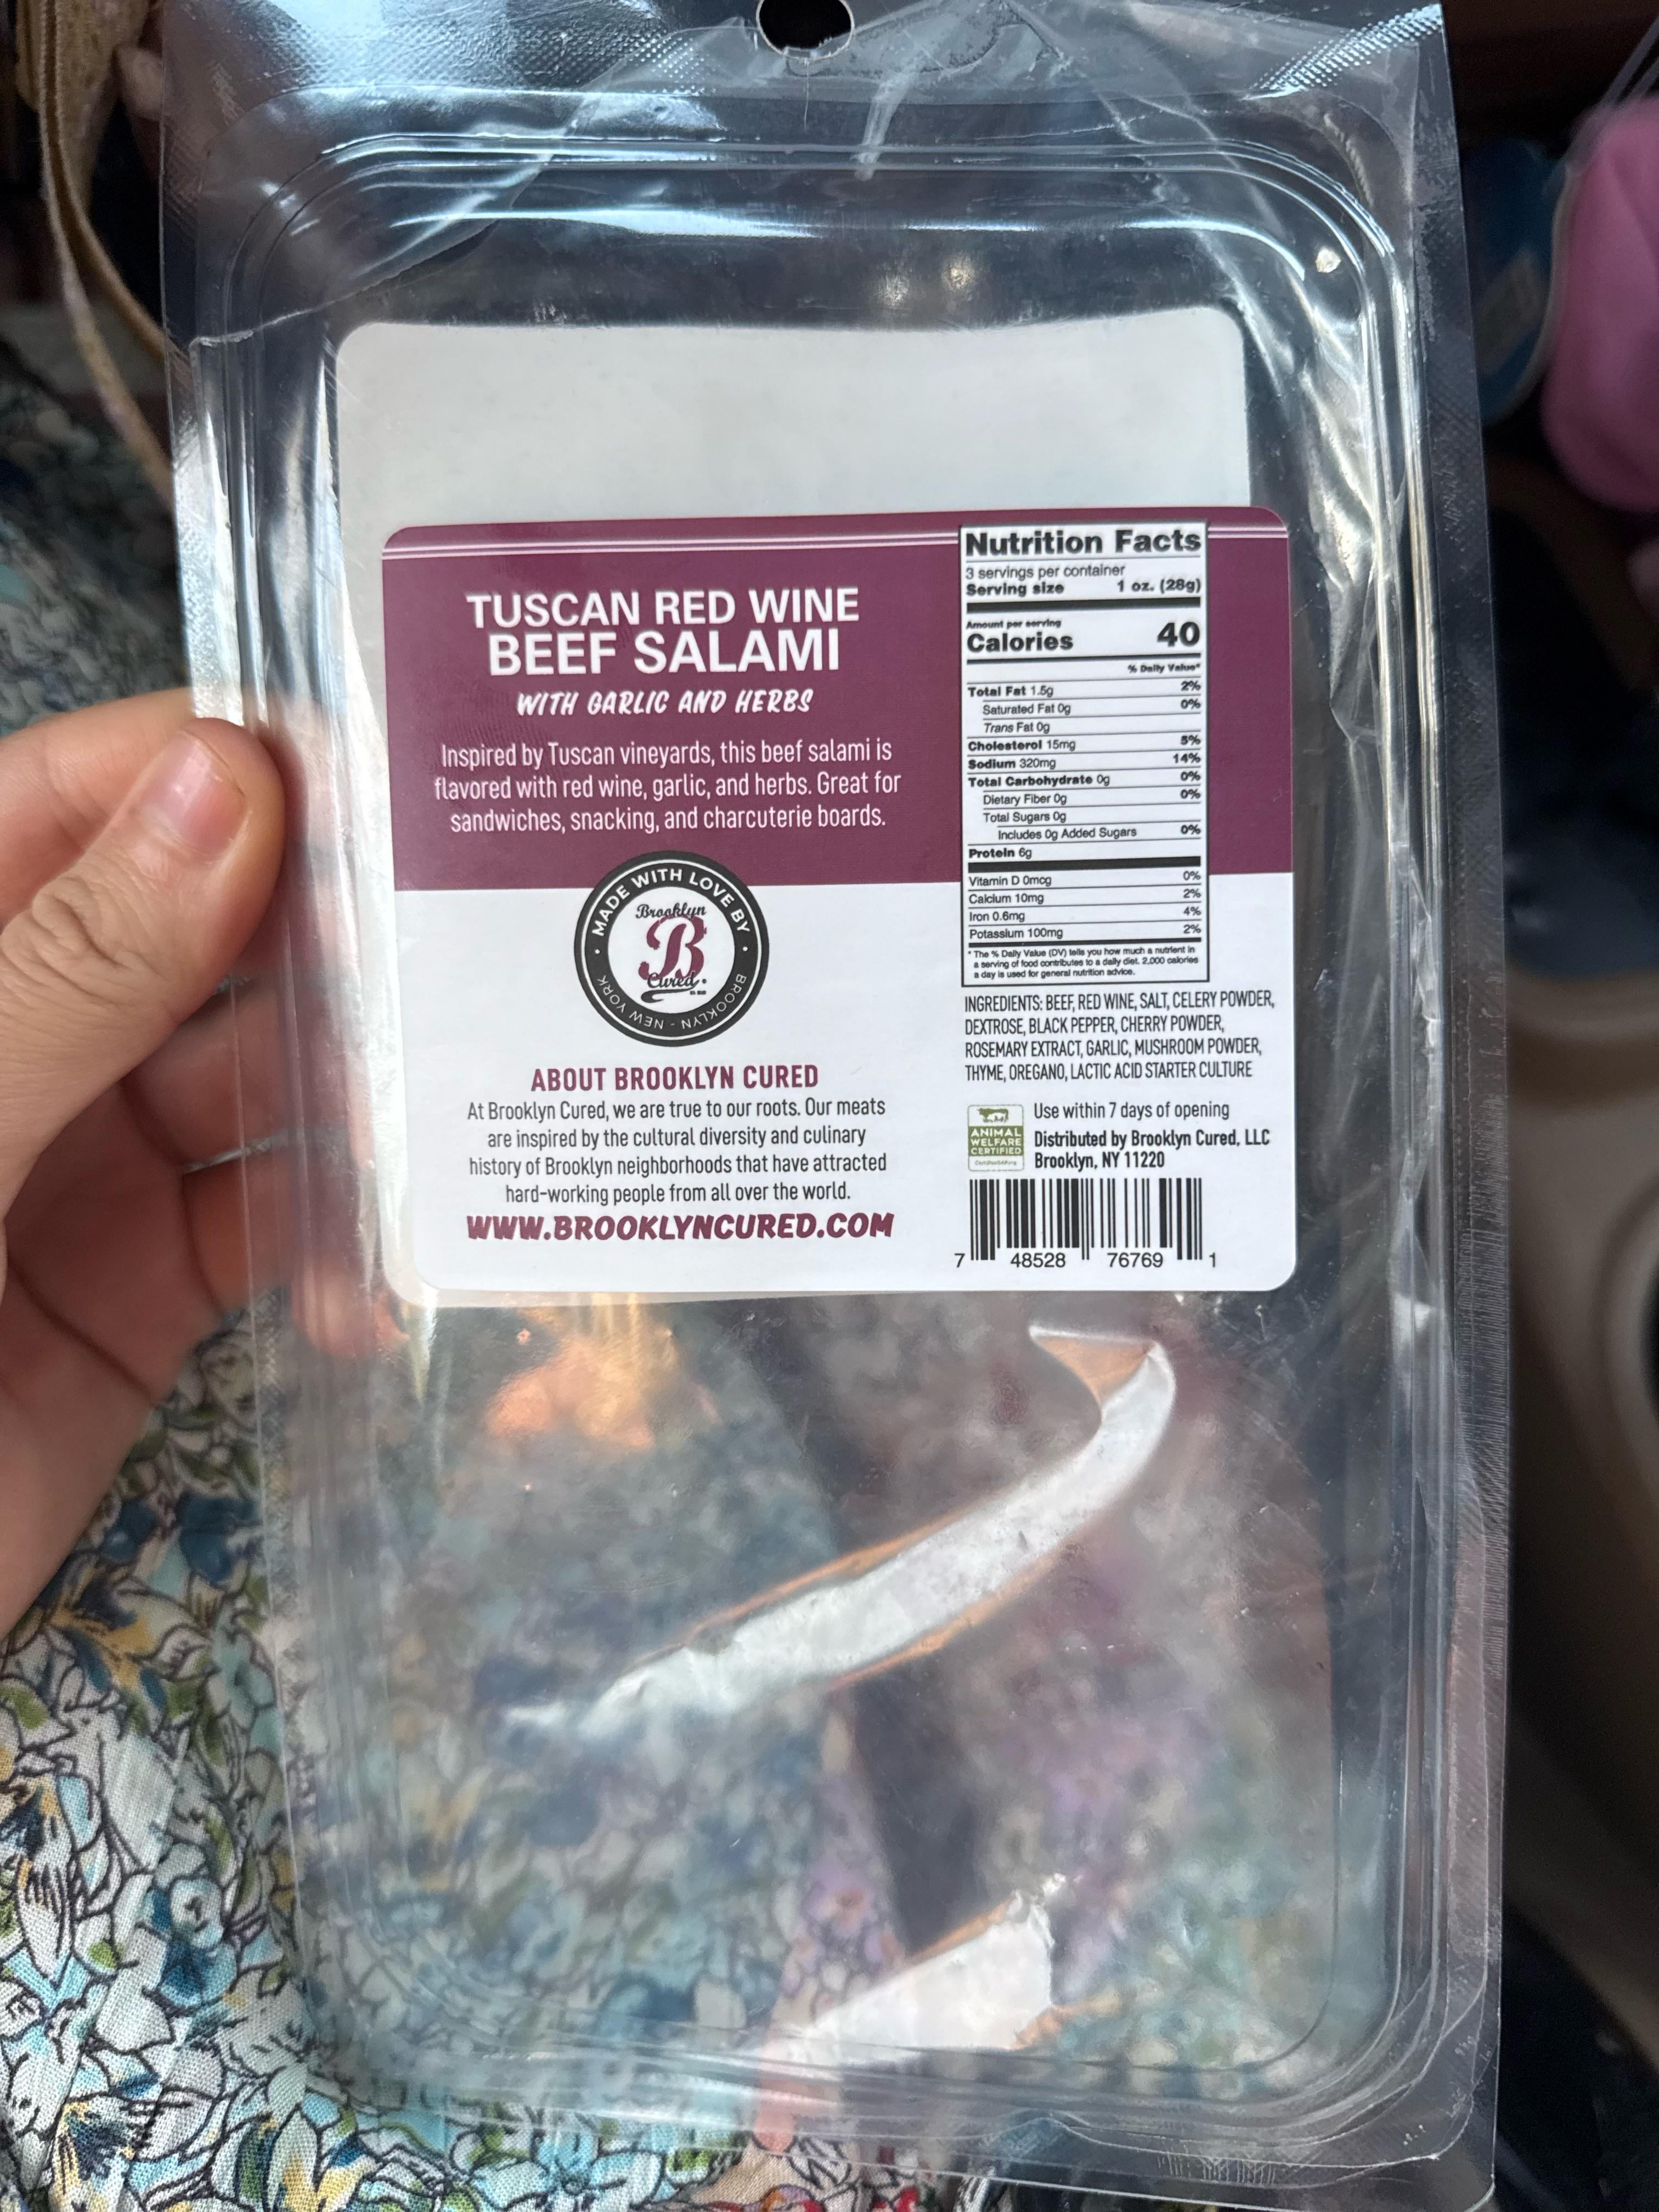 TUSCAN RED WINE
BEEF SALAMI
WITH GARLIC AND HERBS
Inspired by Tuscan vineyards, this beef salami is
flavored with red wine, garlic, and herbs. Great for
sandwiches, snacking, and charcuterie boards.
MADE WITH LOVE BY
Brooklyn
B
Cured
BROOKLYN - NEW YORK
ABOUT BROOKLYN CURED
At Brooklyn Cured, we are true to our roots. Our meats
are inspired by the cultural diversity and culinary
history of Brooklyn neighborhoods that have attracted
hard-working people from all over the world.
WWW.BROOKLYNCURED.COM
Nutrition Facts
3 servings per container
Serving size 1 oz. (28g)
Amount per serving
Calories 40
% Daily Value*
Total Fat 1.5g 2%
Saturated Fat 0g 0%
Trans Fat 0g
Cholesterol 15mg 5%
Sodium 320mg 14%
Total Carbohydrate 0g 0%
Dietary Fiber 0g 0%
Total Sugars 0g
Includes 0g Added Sugars 0%
Protein 6g
Vitamin D 0mcg 0%
Calcium 10mg 2%
Iron 0.6mg 4%
Potassium 100mg 2%
* The % Daily Value (DV) tells you how much a nutrient in
a serving of food contributes to a daily diet. 2,000 calories
a day is used for general nutrition advice.
INGREDIENTS: BEEF, RED WINE, SALT, CELERY POWDER,
DEXTROSE, BLACK PEPPER, CHERRY POWDER,
ROSEMARY EXTRACT, GARLIC, MUSHROOM POWDER,
THYME, OREGANO, LACTIC ACID STARTER CULTURE
ANIMAL
WELFARE
CERTIFIED
Use within 7 days of opening
Distributed by Brooklyn Cured, LLC
Brooklyn, NY 11220
7 48528 76769 1